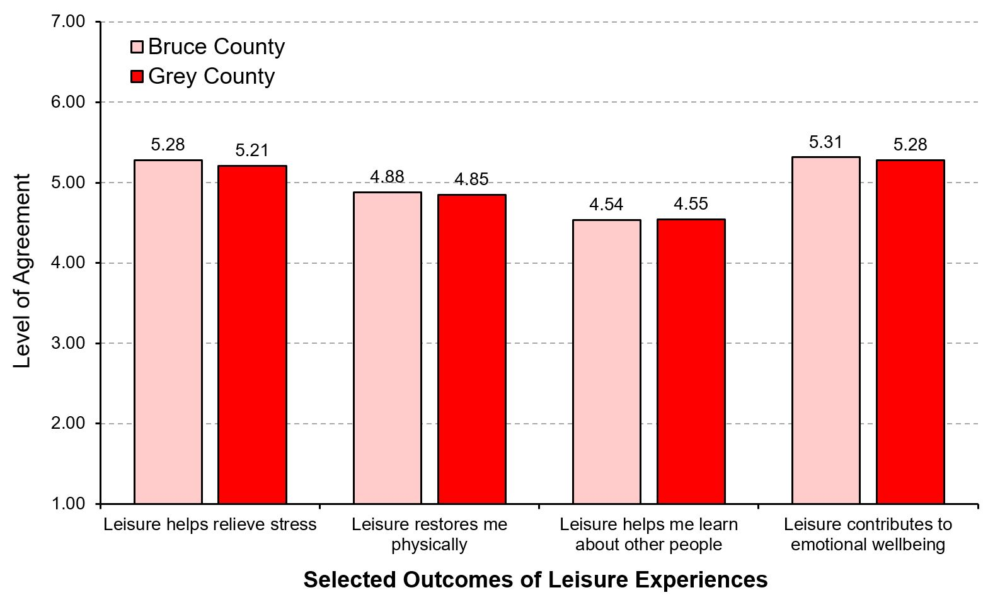 7.00
Bruce County
Grey County
6.00
5.28
5.21
5.31
5.28
5.00
4.88
4.85
4.54
4.55
Level of Agreement
4.00
3.00
2.00
1.00
Leisure helps relieve stress
Leisure restores me
physically
Leisure helps me learn
about other people
Leisure contributes to
emotional wellbeing
Selected Outcomes of Leisure Experiences